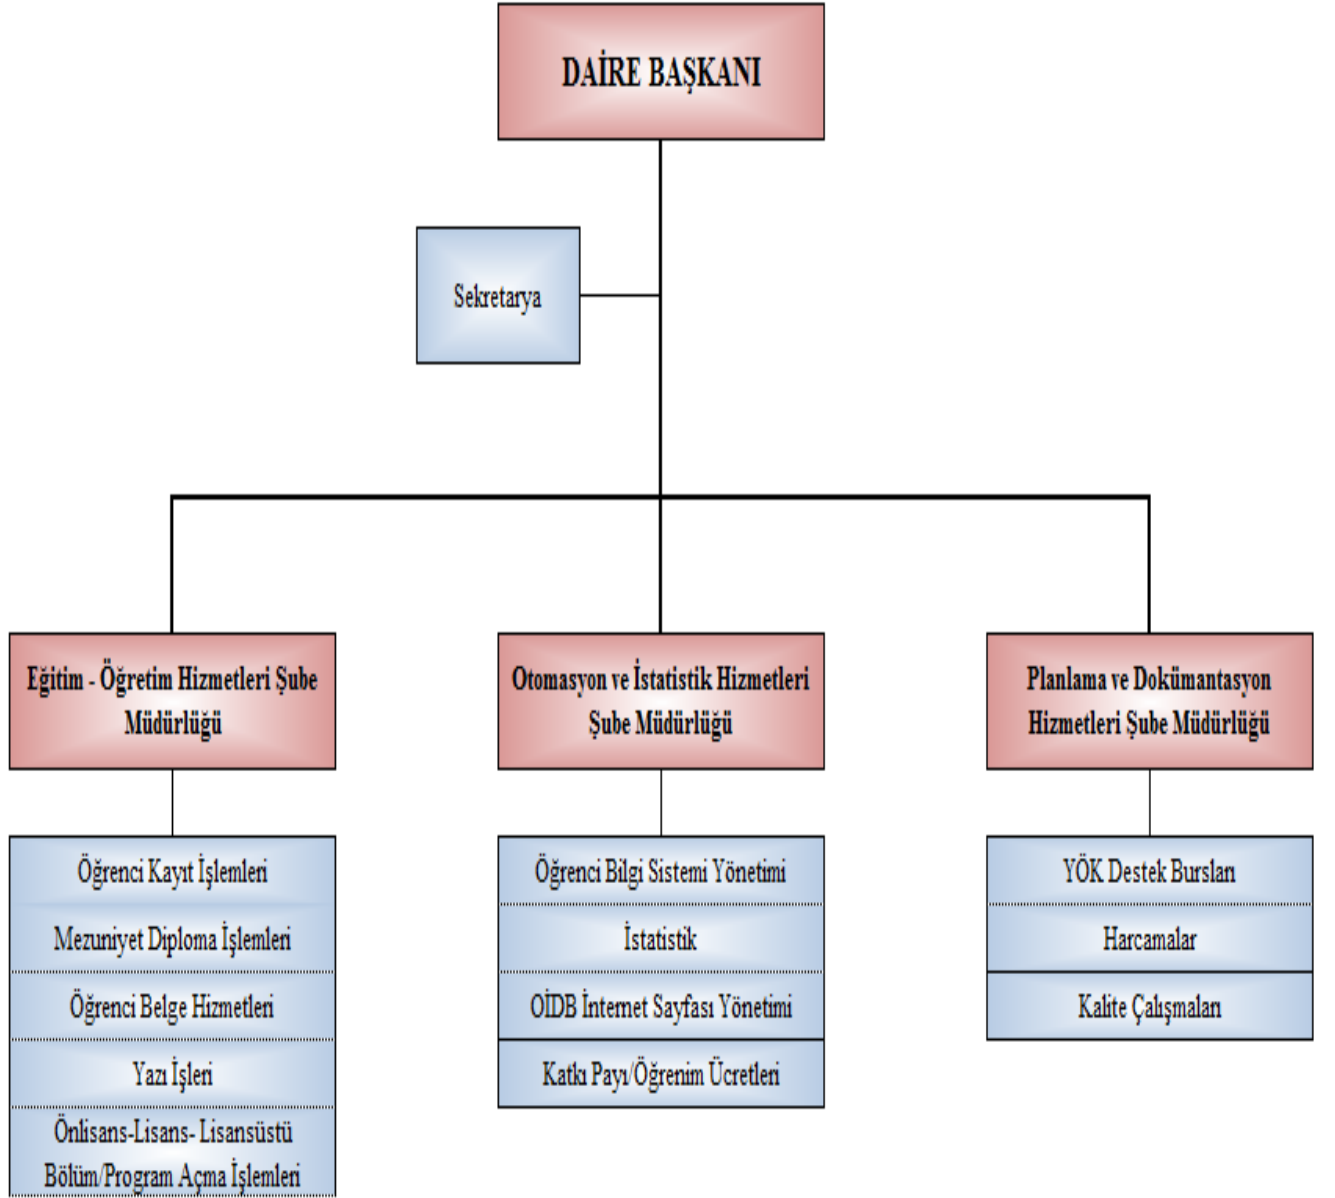 DAİRE BAŞKANI
Sekretarya
Eğitim - Öğretim Hizmetleri Şube
Müdürlüğü
Otomasyon ve İstatistik Hizmetleri
Şube Müdürlüğü
Planlama ve Dokümantasyon
Hizmetleri Şube Müdürlüğü
Öğrenci Kayıt İşlemleri
Mezuniyet Diploma İşlemleri
Öğrenci Belge Hizmetleri
Yazı İşleri
Önlisans-Lisans- Lisansüstü
Bölüm/Program Açma İşlemleri
Öğrenci Bilgi Sistemi Yönetimi
İstatistik
OİDB İnternet Sayfası Yönetimi
Katkı Payı/Öğrenim Ücretleri
YÖK Destek Bursları
Harcamalar
Kalite Çalışmaları